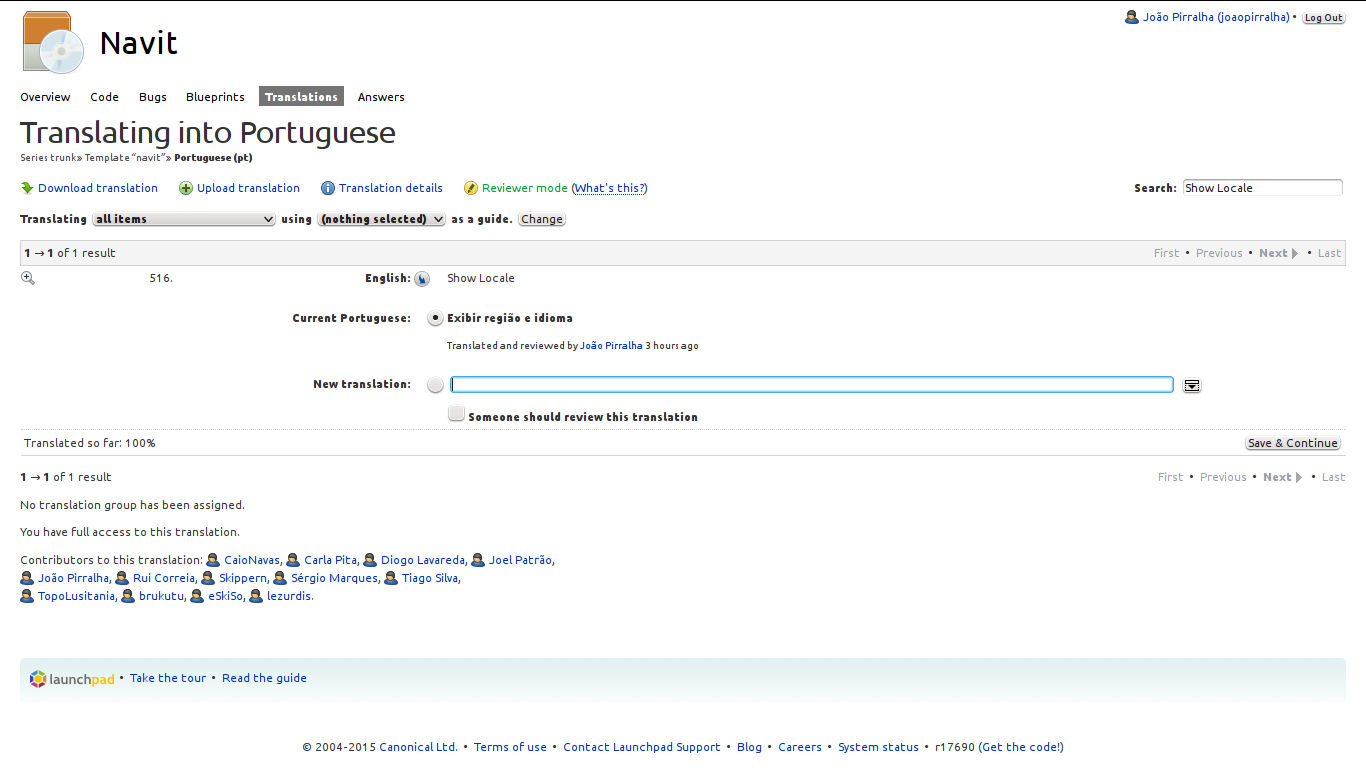 João Pirralha (joaopirralha) • Log Out
Navit
Overview Code Bugs Blueprints Translations Answers
Translating into Portuguese
Series trunk» Template “navit”» Portuguese (pt)
Download translation Upload translation Translation details Reviewer mode (What's this?) Search: Show Locale
Translating all items using (nothing selected) as a guide. Change
1 → 1 of 1 result First • Previous • Next • Last
516. English: Show Locale
Current Portuguese: Exibir região e idioma
Translated and reviewed by João Pirralha 3 hours ago
New translation:
Someone should review this translation
Translated so far: 100% Save & Continue
1 → 1 of 1 result First • Previous • Next • Last
No translation group has been assigned.
You have full access to this translation.
Contributors to this translation: CaioNavas, Carla Pita, Diogo Lavareda, Joel Patrão,
João Pirralha, Rui Correia, Skippern, Sérgio Marques, Tiago Silva,
TopoLusitania, brukutu, eSkiSo, lezurdis.
launchpad • Take the tour • Read the guide
© 2004-2015 Canonical Ltd. • Terms of use • Contact Launchpad Support • Blog • Careers • System status • r17690 (Get the code!)